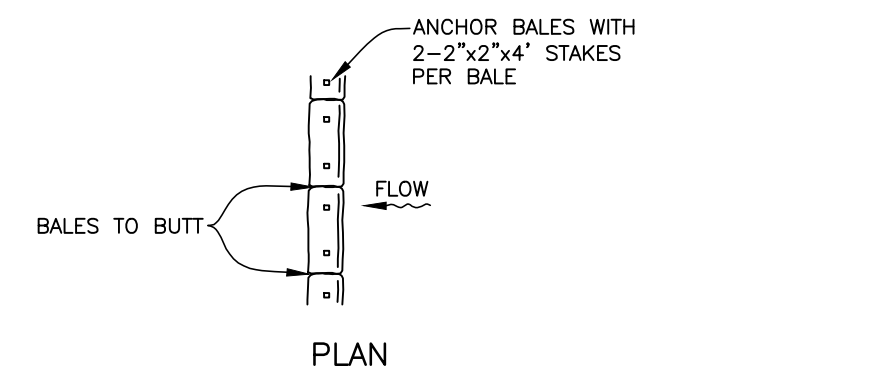 ANCHOR BALES WITH
2-2"x2"x4' STAKES
PER BALE
FLOW
BALES TO BUTT
PLAN